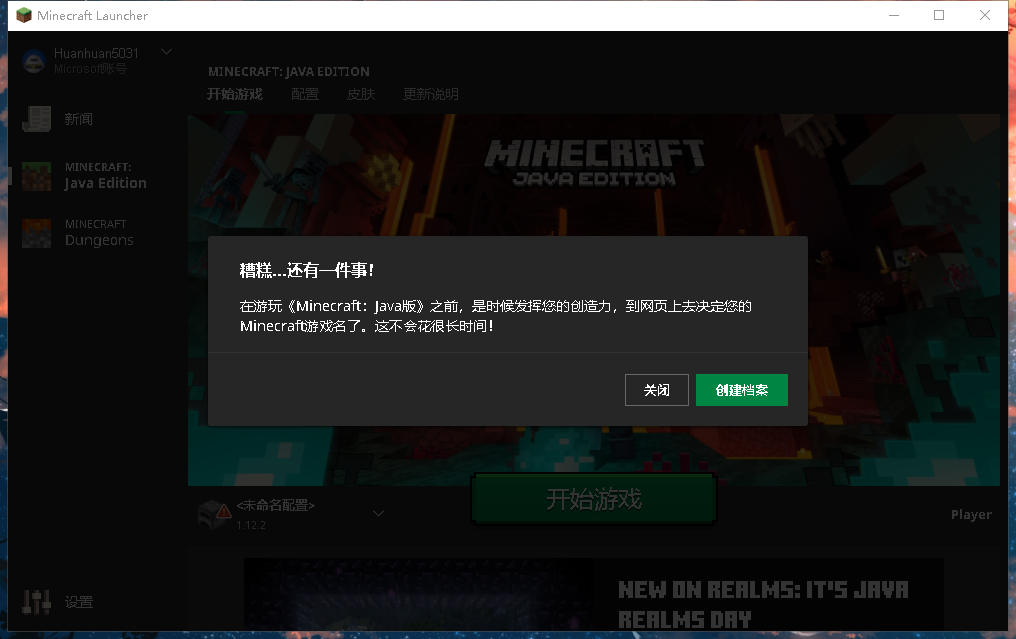 Minecraft Launcher
Huanhuan5031
Microsoft账号
MINECRAFT: JAVA EDITION
开始游戏 配置 皮肤 更新说明
新闻
MINECRAFT:
Java Edition
MINECRAFT
Dungeons
MINECRAFT
JAVA EDITION
糟糕...还有一件事!
在游玩《Minecraft：Java版》之前，是时候发挥您的创造力，到网页上去决定您的
Minecraft游戏名了。这不会花很长时间!
关闭 创建档案
<未命名配置>
1.12.2
开始游戏
Player
设置
NEW ON REALMS: IT'S JAVA
REALMS DAY